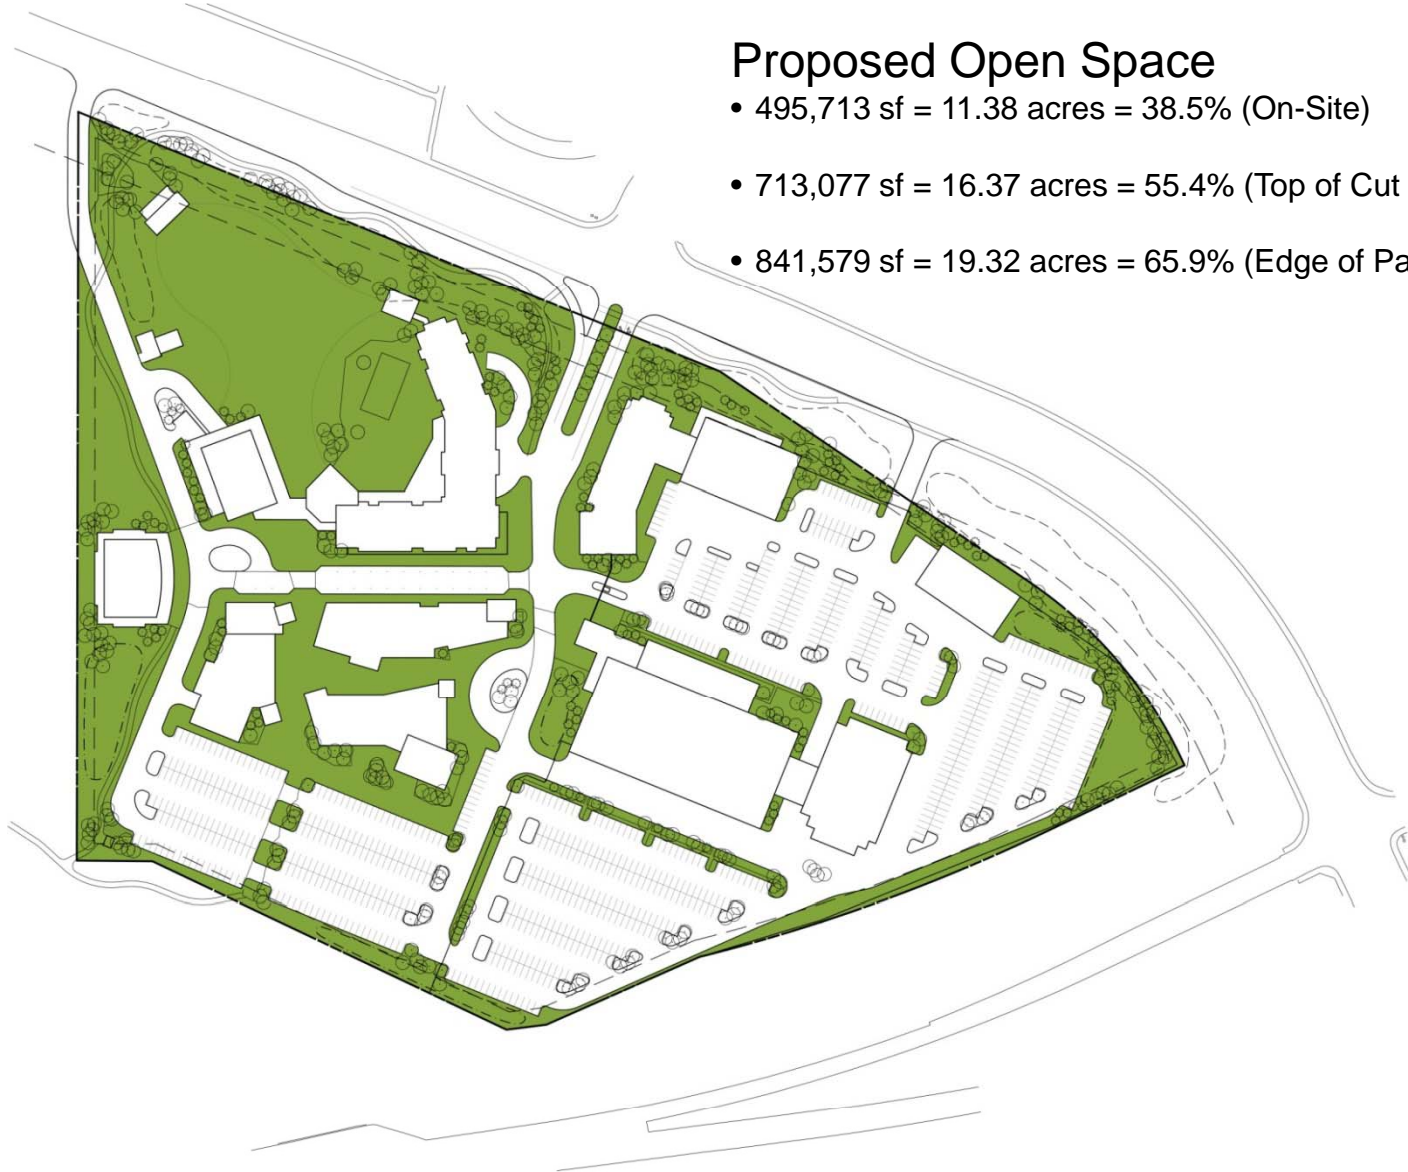 Proposed Open Space
• 495,713 sf = 11.38 acres = 38.5% (On-Site)
• 713,077 sf = 16.37 acres = 55.4% (Top of Cut
• 841,579 sf = 19.32 acres = 65.9% (Edge of